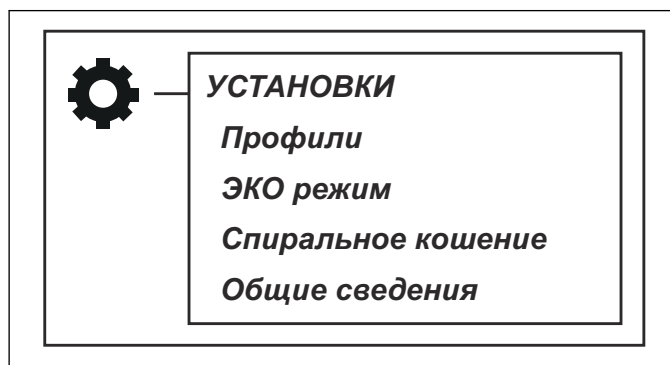 УСТАНОВКИ
Профили
ЭКО режим
Спиральное кошение
Общие сведения